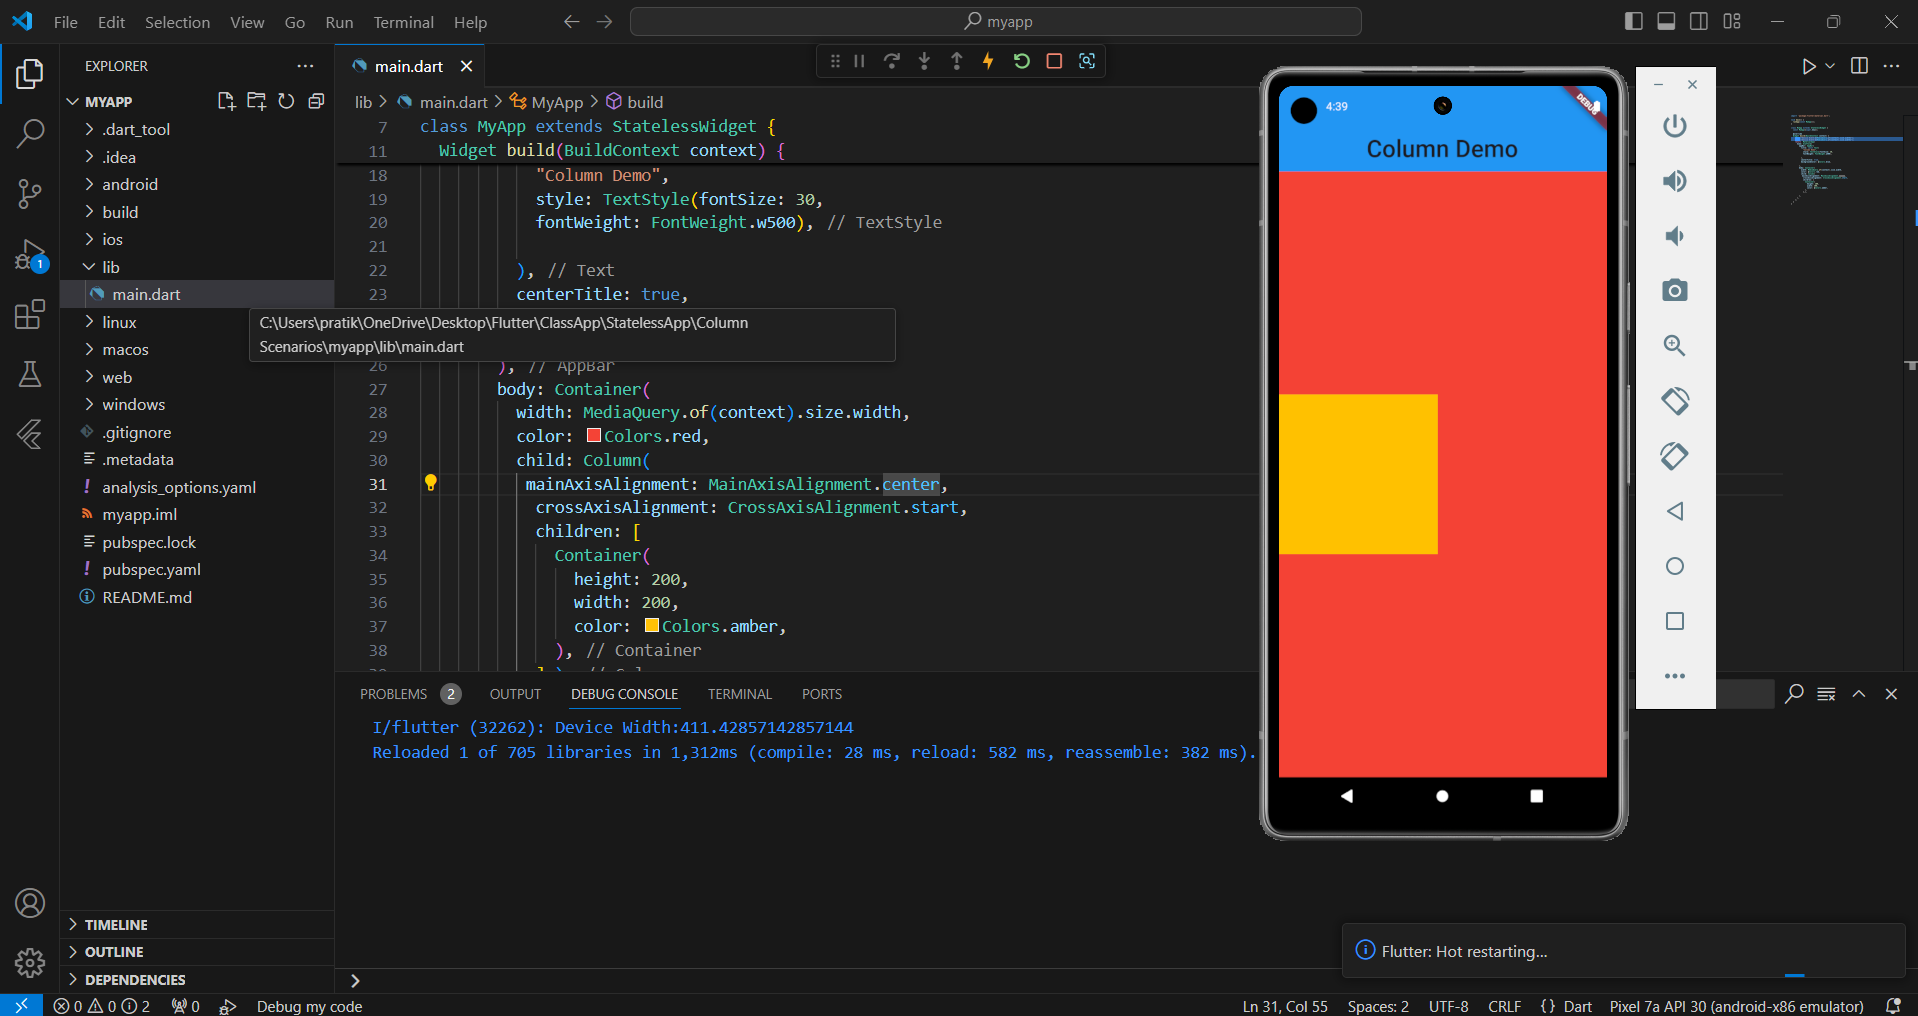 File Edit Selection View Go Run Terminal Help
myapp
EXPLORER
MYAPP
.dart_tool
.idea
android
build
ios
lib
main.dart
linux
macos
web
windows
.gitignore
.metadata
analysis_options.yaml
myapp.iml
pubspec.lock
pubspec.yaml
README.md
TIMELINE
OUTLINE
DEPENDENCIES
1
main.dart
lib > main.dart > MyApp > build
7 class MyApp extends StatelessWidget {
11 Widget build(BuildContext context) {
18 "Column Demo",
19 style: TextStyle(fontSize: 30,
20 fontWeight: FontWeight.w500), // TextStyle
21
22 ), // Text
23 centerTitle: true,
C:\Users\pratik\OneDrive\Desktop\Flutter\ClassApp\StatelessApp\Column
Scenarios\myapp\lib\main.dart
26 ), // AppBar
27 body: Container(
28 width: MediaQuery.of(context).size.width,
29 color: Colors.red,
30 child: Column(
31 mainAxisAlignment: MainAxisAlignment.center,
32 crossAxisAlignment: CrossAxisAlignment.start,
33 children: [
34 Container(
35 height: 200,
36 width: 200,
37 color: Colors.amber,
38 ), // Container
PROBLEMS 2 OUTPUT DEBUG CONSOLE TERMINAL PORTS
I/flutter (32262): Device Width:411.42857142857144
Reloaded 1 of 705 libraries in 1,312ms (compile: 28 ms, reload: 582 ms, reassemble: 382 ms).
4:39
DEBUG
Column Demo
Flutter: Hot restarting...
0 0 2 0 Debug my code Ln 31, Col 55 Spaces: 2 UTF-8 CRLF {} Dart Pixel 7a API 30 (android-x86 emulator)